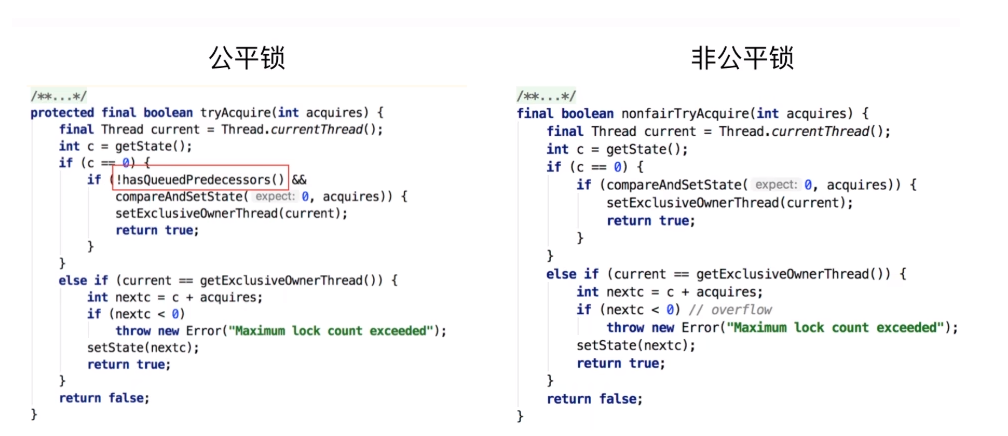 公平锁
/**...*/
protected final boolean tryAcquire(int acquires) {
    final Thread current = Thread.currentThread();
    int c = getState();
    if (c == 0) {
        if (!hasQueuedPredecessors() &&
            compareAndSetState( expect: 0, acquires)) {
            setExclusiveOwnerThread(current);
            return true;
        }
    }
    else if (current == getExclusiveOwnerThread()) {
        int nextc = c + acquires;
        if (nextc < 0)
            throw new Error("Maximum lock count exceeded");
        setState(nextc);
        return true;
    }
    return false;
}
非公平锁
/**...*/
final boolean nonfairTryAcquire(int acquires) {
    final Thread current = Thread.currentThread();
    int c = getState();
    if (c == 0) {
        if (compareAndSetState( expect: 0, acquires)) {
            setExclusiveOwnerThread(current);
            return true;
        }
    }
    else if (current == getExclusiveOwnerThread()) {
        int nextc = c + acquires;
        if (nextc < 0) // overflow
            throw new Error("Maximum lock count exceeded");
        setState(nextc);
        return true;
    }
    return false;
}